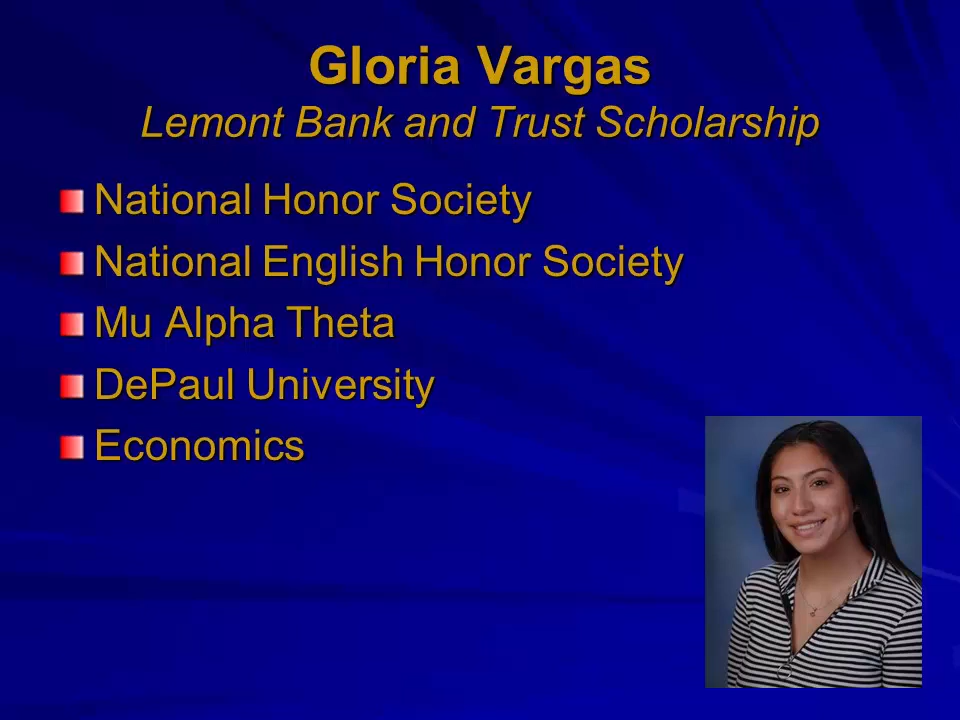 Gloria Vargas
Lemont Bank and Trust Scholarship
National Honor Society
National English Honor Society
Mu Alpha Theta
DePaul University
Economics